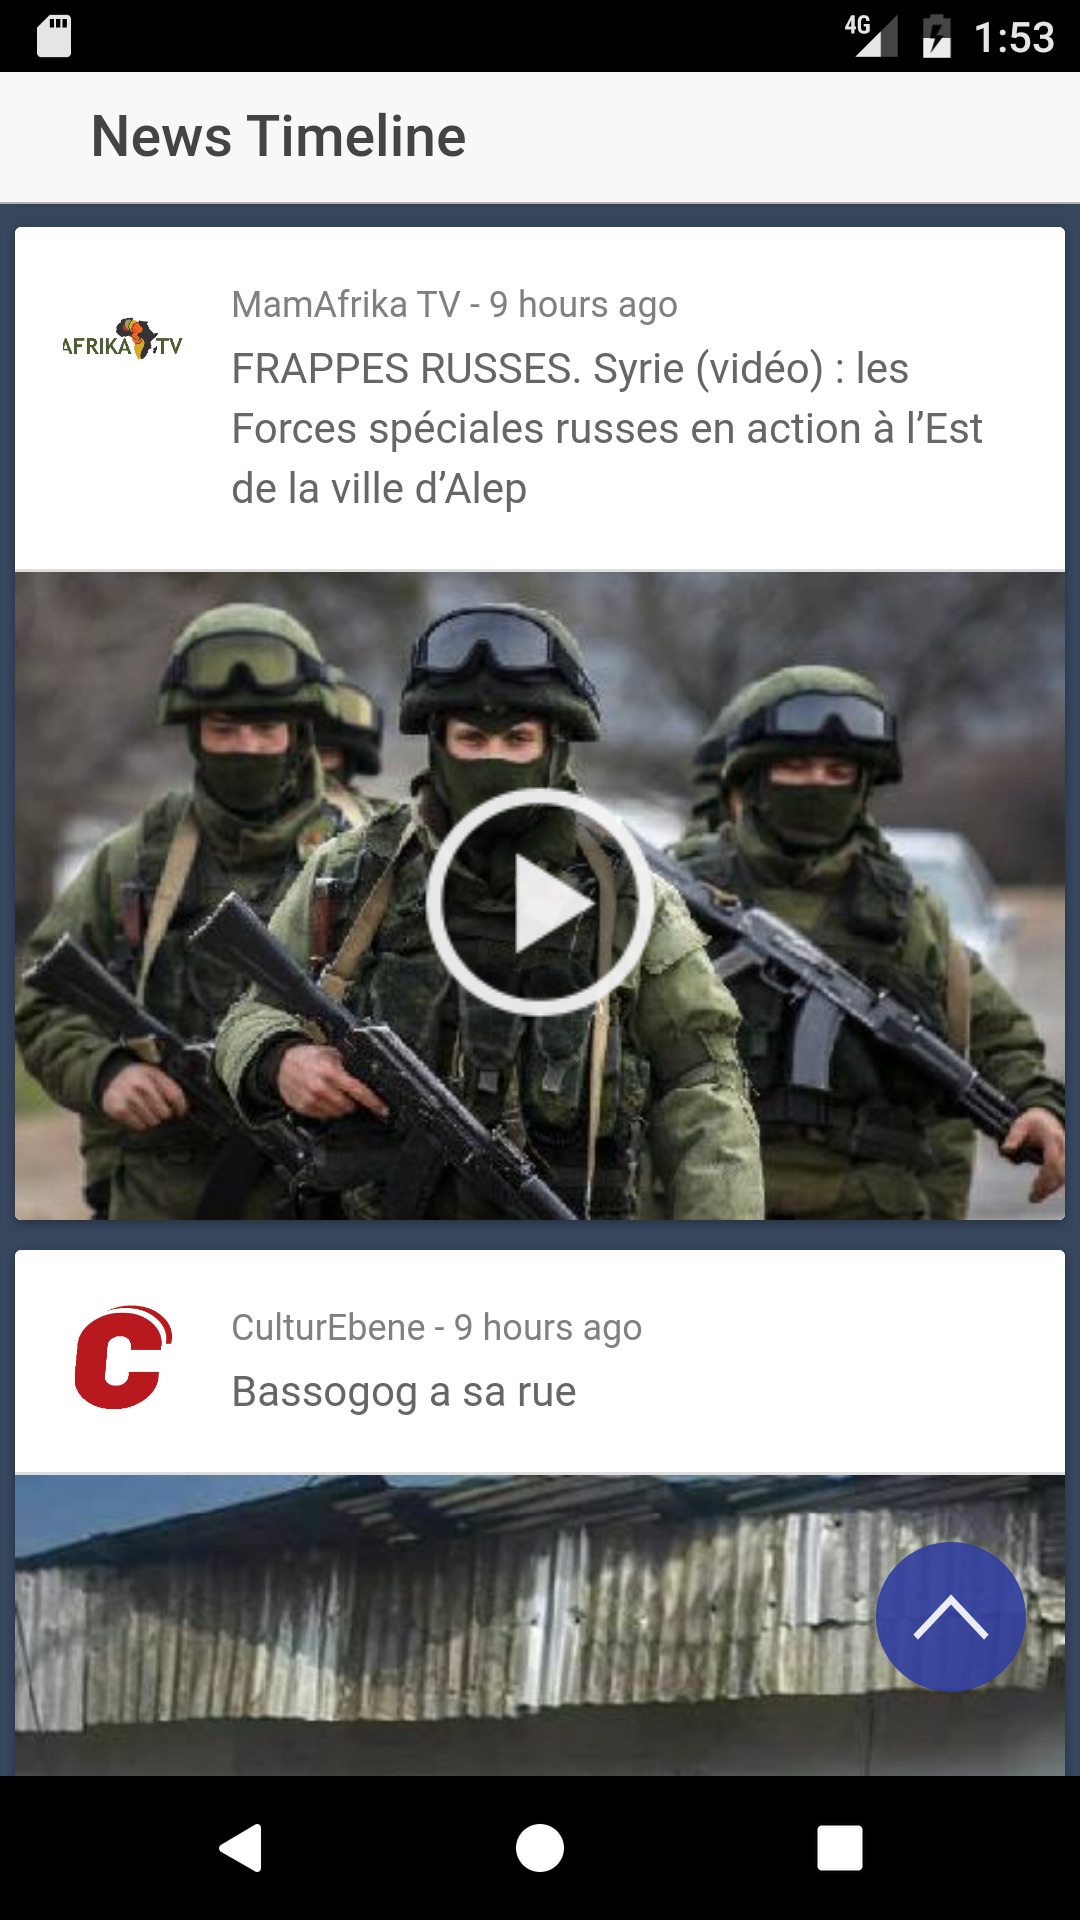 4G 1:53
News Timeline
MamAfrika TV - 9 hours ago
AFRIKA TV
FRAPPES RUSSES. Syrie (vidéo) : les
Forces spéciales russes en action à l’Est
de la ville d’Alep
CulturEbene - 9 hours ago
Bassogog a sa rue